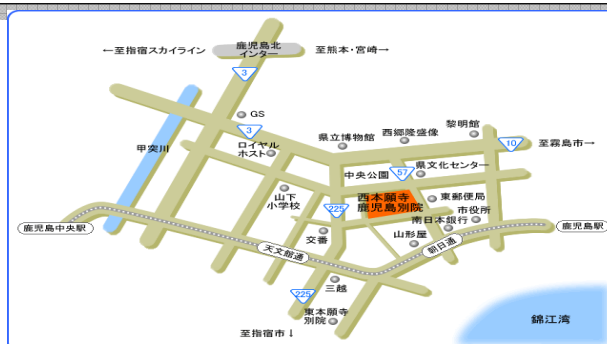 ←至指宿スカイライン
鹿児島北
インター
至熊本・宮崎→
3
GS
3
ロイヤル
ホスト
甲突川
県立博物館
西郷隆盛像
黎明館
10
至霧島市→
中央公園
57
県文化センター
山下
小学校
225
西本願寺
鹿児島別院
東郵便局
市役所
南日本銀行
鹿児島中央駅
交番
山形屋
朝日通
鹿児島駅
天文館通
三越
225
東本願寺
別院
至指宿市↓
錦江湾